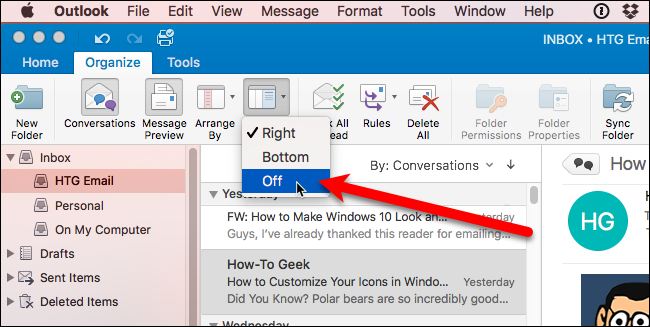 Outlook File Edit View Message Format Tools Window Help
INBOX • HTG Email
Home Organize Tools
New Folder
Conversations
Message Preview
Arrange By
All
Rules
Delete All
Folder Permissions
Folder Properties
Sync Folder
✓ Right
Bottom
Off
Inbox
HTG Email
Personal
On My Computer
Drafts
Sent Items
Deleted Items
By: Conversations
Yesterday
FW: How to Make Windows 10 Look an...
Yesterday
Guys, I've already thanked this reader for emailing...
How-To Geek
How to Customize Your Icons in Windo...
Yesterday
Did You Know? Polar bears are so incredibly good...
Wednesday
How
HG